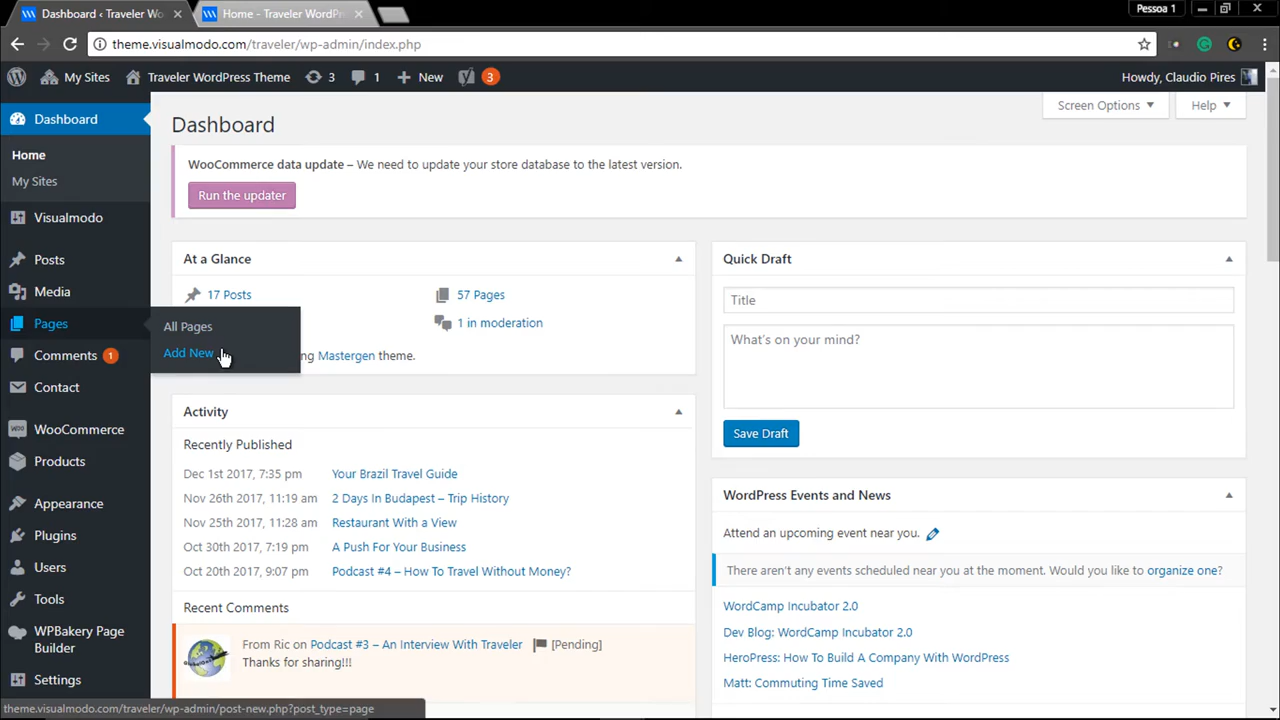 Dashboard ‹ Traveler Wo
Home - Traveler WordPr
Pessoa 1
theme.visualmodo.com/traveler/wp-admin/index.php
My Sites
Traveler WordPress Theme
3
1
New
3
Howdy, Claudio Pires
Dashboard
Home
My Sites
Visualmodo
Posts
Media
Pages
Comments 1
Contact
WooCommerce
Products
Appearance
Plugins
Users
Tools
WPBakery Page
Builder
Settings
All Pages
Add New
Screen Options
Help
Dashboard
WooCommerce data update – We need to update your store database to the latest version.
Run the updater
At a Glance
17 Posts
57 Pages
1 in moderation
ng Mastergen theme.
Activity
Recently Published
Dec 1st 2017, 7:35 pm Your Brazil Travel Guide
Nov 26th 2017, 11:19 am 2 Days In Budapest – Trip History
Nov 25th 2017, 11:28 am Restaurant With a View
Oct 30th 2017, 7:19 pm A Push For Your Business
Oct 20th 2017, 9:07 pm Podcast #4 – How To Travel Without Money?
Recent Comments
From Ric on Podcast #3 – An Interview With Traveler [Pending]
Thanks for sharing!!!
Quick Draft
Title
What's on your mind?
Save Draft
WordPress Events and News
Attend an upcoming event near you.
There aren't any events scheduled near you at the moment. Would you like to organize one?
WordCamp Incubator 2.0
Dev Blog: WordCamp Incubator 2.0
HeroPress: How To Build A Company With WordPress
Matt: Commuting Time Saved
theme.visualmodo.com/traveler/wp-admin/post-new.php?post_type=page